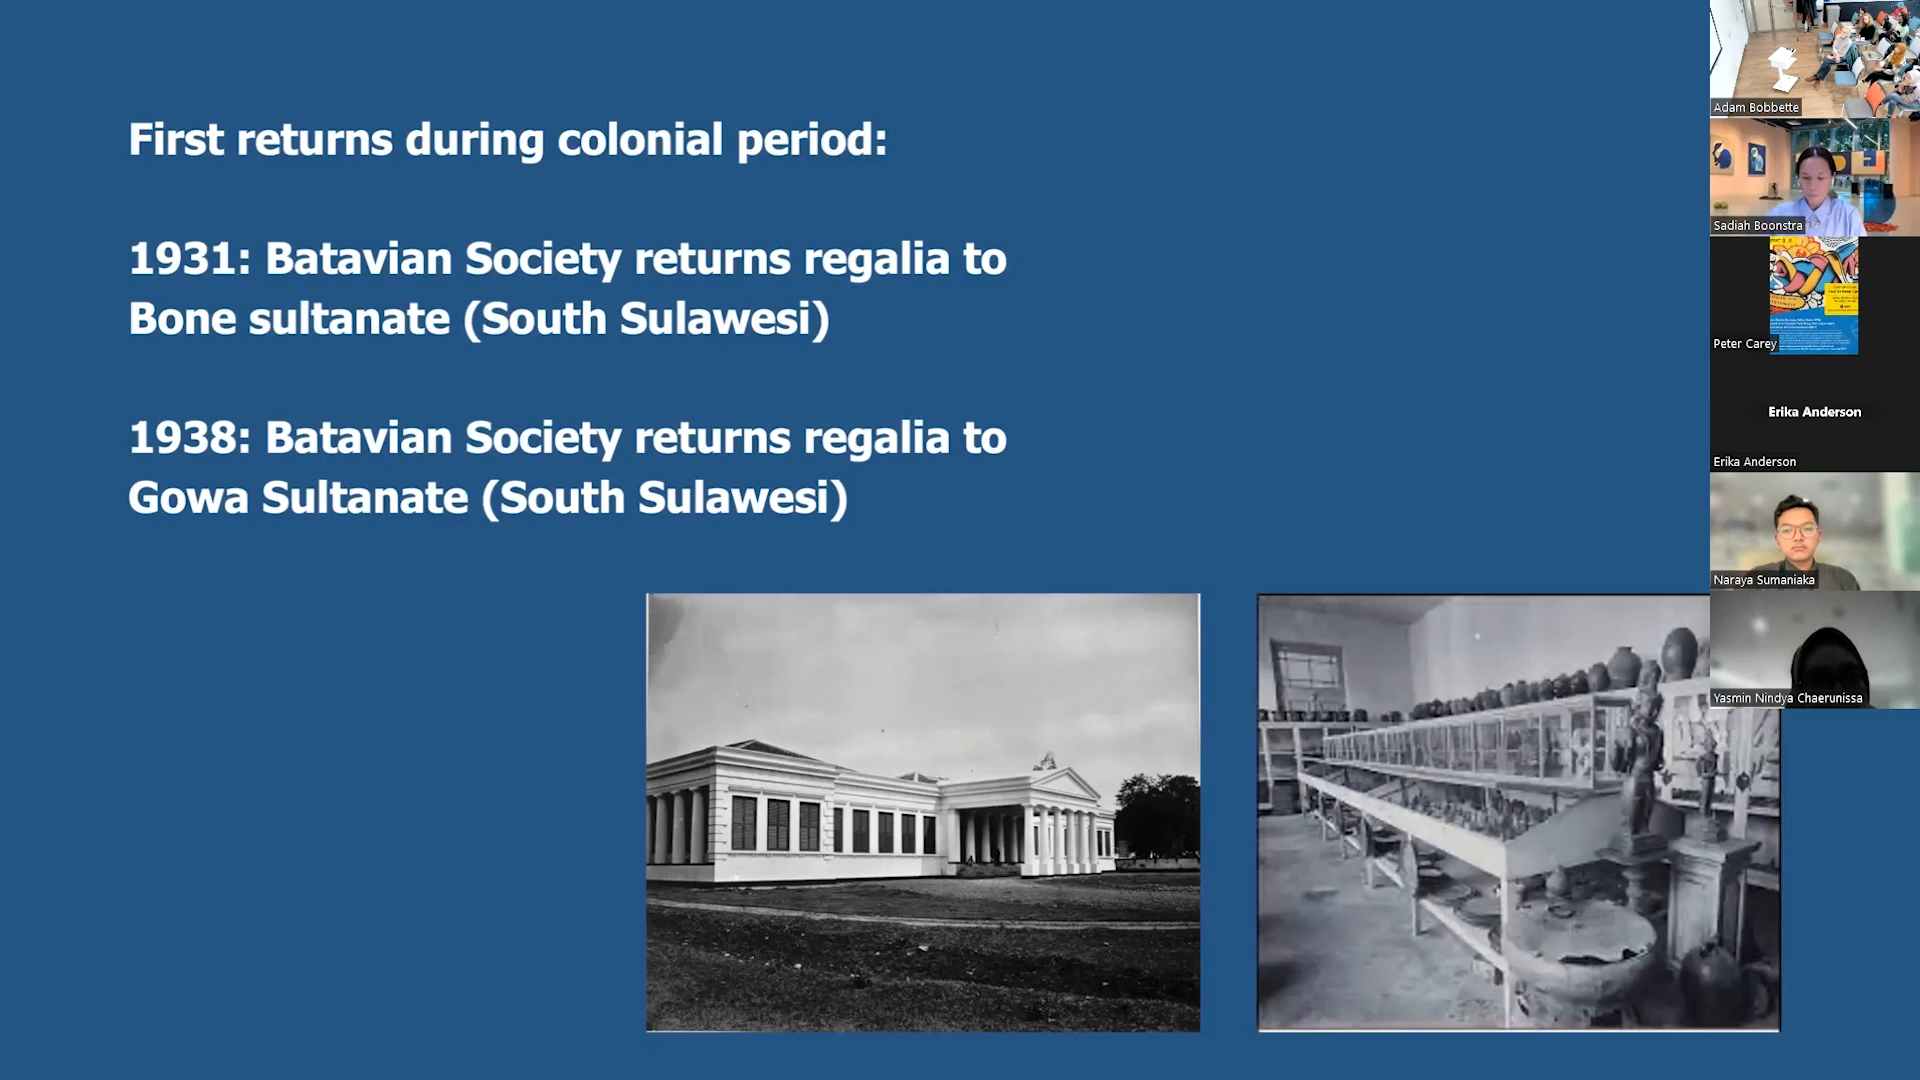 First returns during colonial period:
1931: Batavian Society returns regalia to
Bone sultanate (South Sulawesi)
1938: Batavian Society returns regalia to
Gowa Sultanate (South Sulawesi)
Adam Bobbette
Sadiah Boonstra
Peter Carey
Erika Anderson
Erika Anderson
Naraya Sumaniaka
Yasmin Nindya Chaerunissa